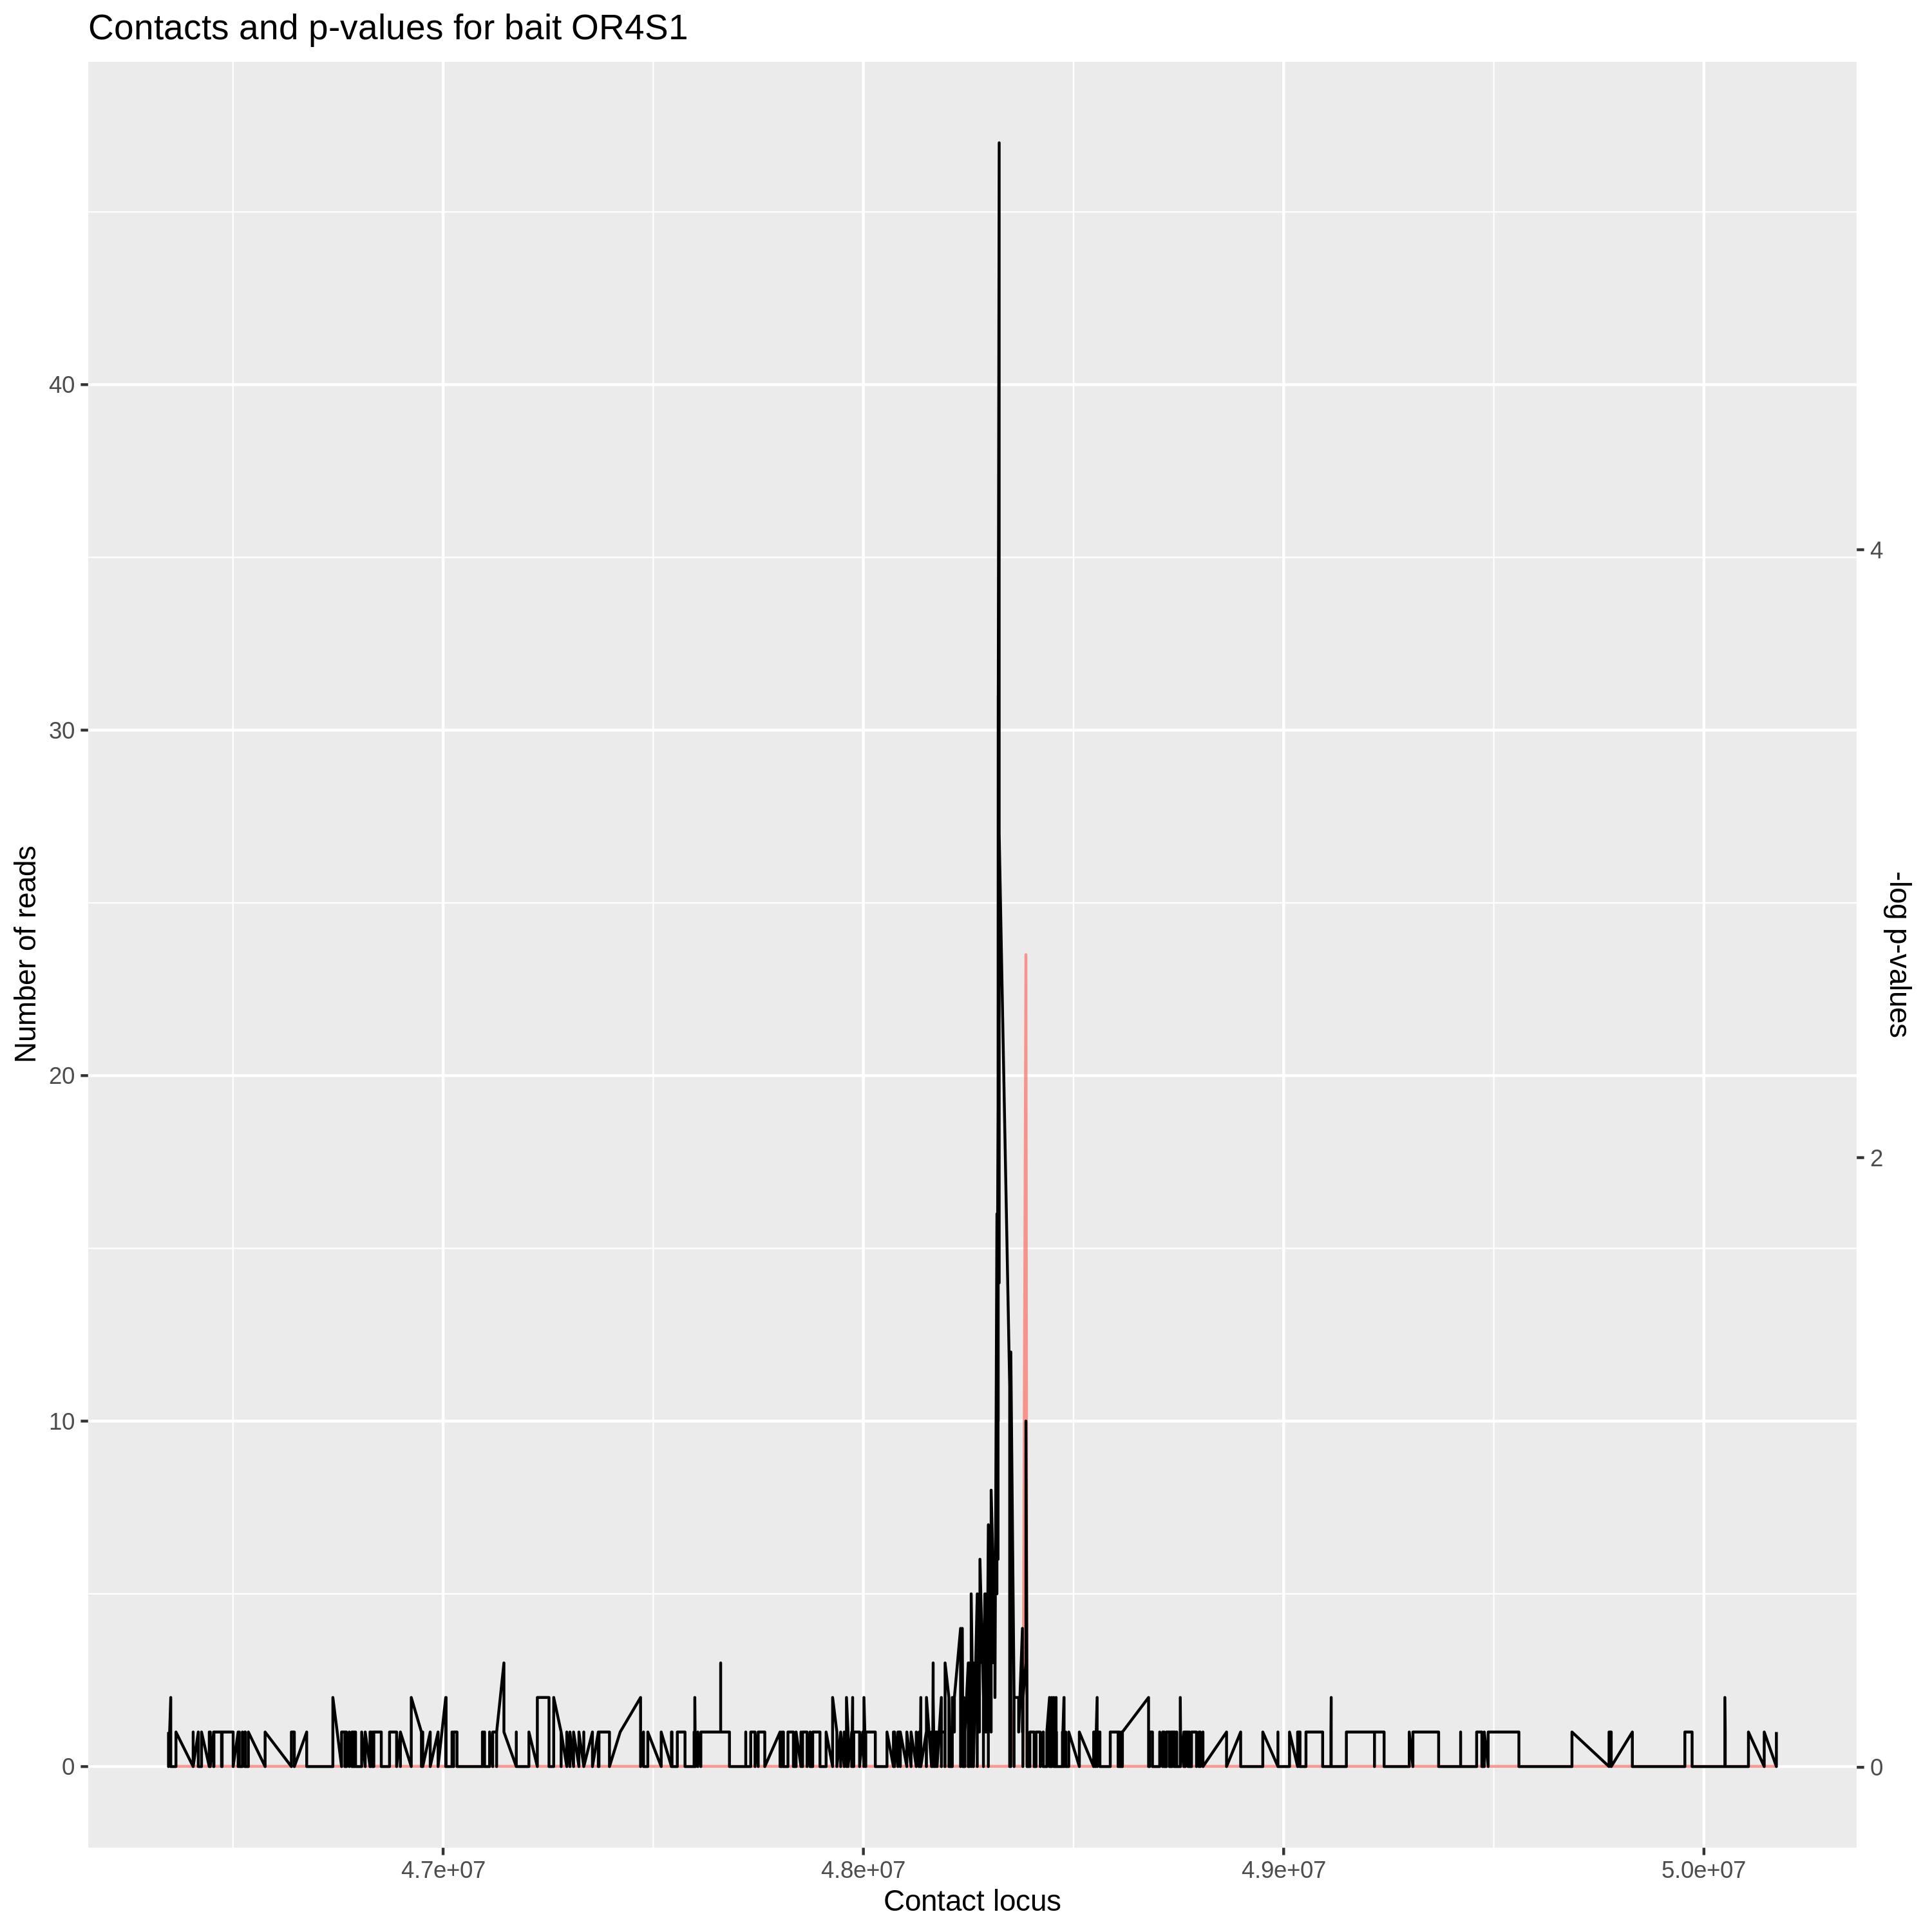 Contacts and p-values for bait OR4S1
Number of reads
40
30
20
10
0
4
2
0
-log p-values
4.7e+07
4.8e+07
4.9e+07
5.0e+07
Contact locus